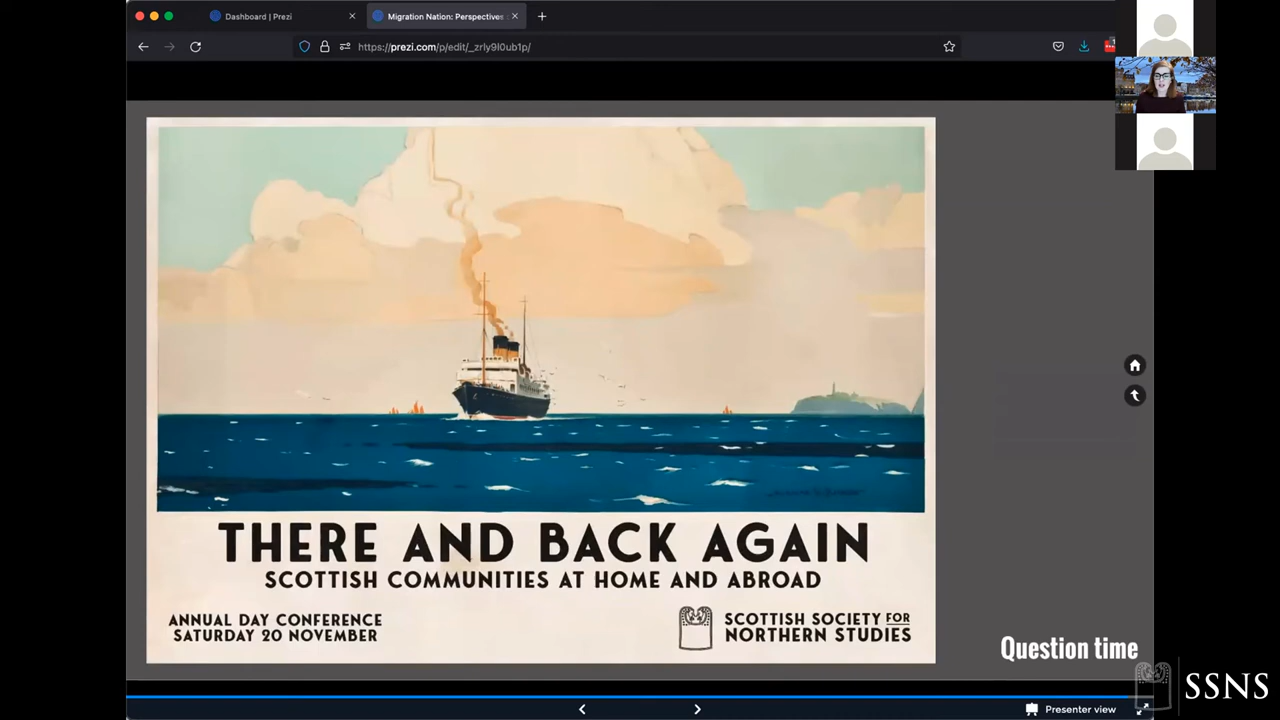 Dashboard | Prezi
Migration Nation: Perspectives
https://prezi.com/p/edit/_zrly9l0ub1p/
THERE AND BACK AGAIN
SCOTTISH COMMUNITIES AT HOME AND ABROAD
ANNUAL DAY CONFERENCE
SATURDAY 20 NOVEMBER
SCOTTISH SOCIETY FOR
NORTHERN STUDIES
Question time
SSNS
Presenter view